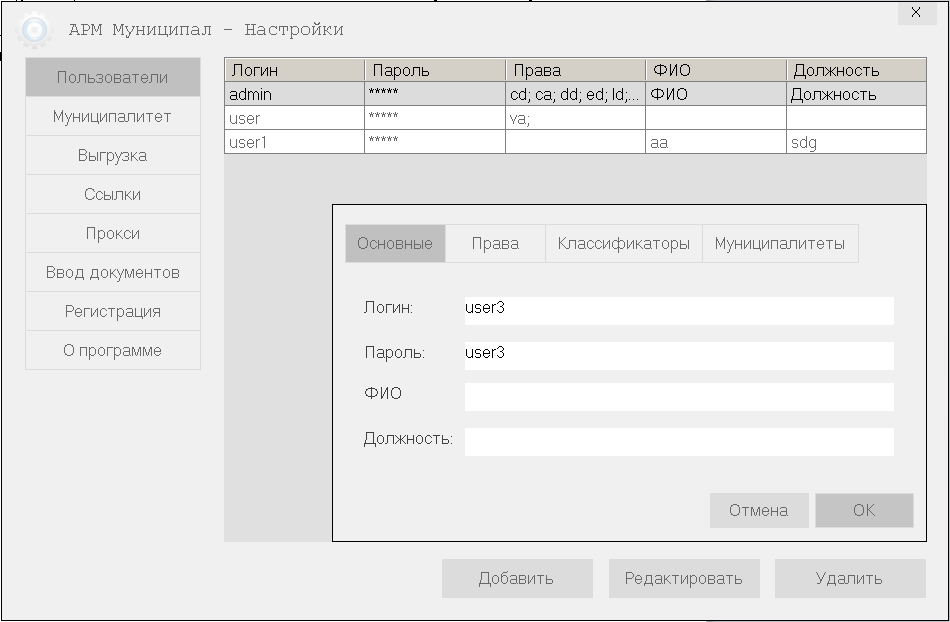 АРМ Муниципал - Настройки
X
Пользователи
Муниципалитет
Выгрузка
Ссылки
Прокси
Ввод документов
Регистрация
О программе
Логин Пароль Права ФИО Должность
admin ***** cd; ca; dd; ed; ld;... ФИО Должность
user ***** va;
user1 ***** aa sdg
Основные Права Классификаторы Муниципалитеты
Логин: user3
Пароль: user3
ФИО
Должность:
Отмена ОК
Добавить Редактировать Удалить